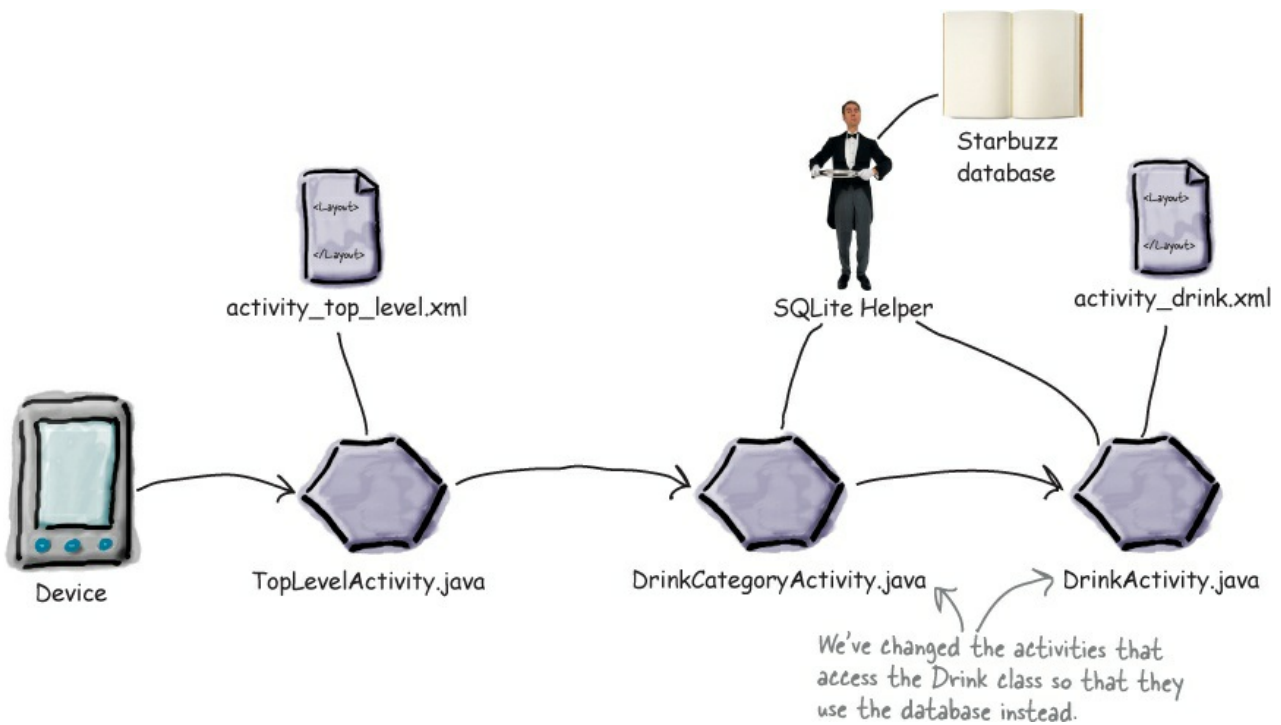 Starbuzz
database
<Layout>
</Layout>
activity_top_level.xml
SQLite Helper
<Layout>
</Layout>
activity_drink.xml
Device
TopLevelActivity.java
DrinkCategoryActivity.java
DrinkActivity.java
We've changed the activities that
access the Drink class so that they
use the database instead.